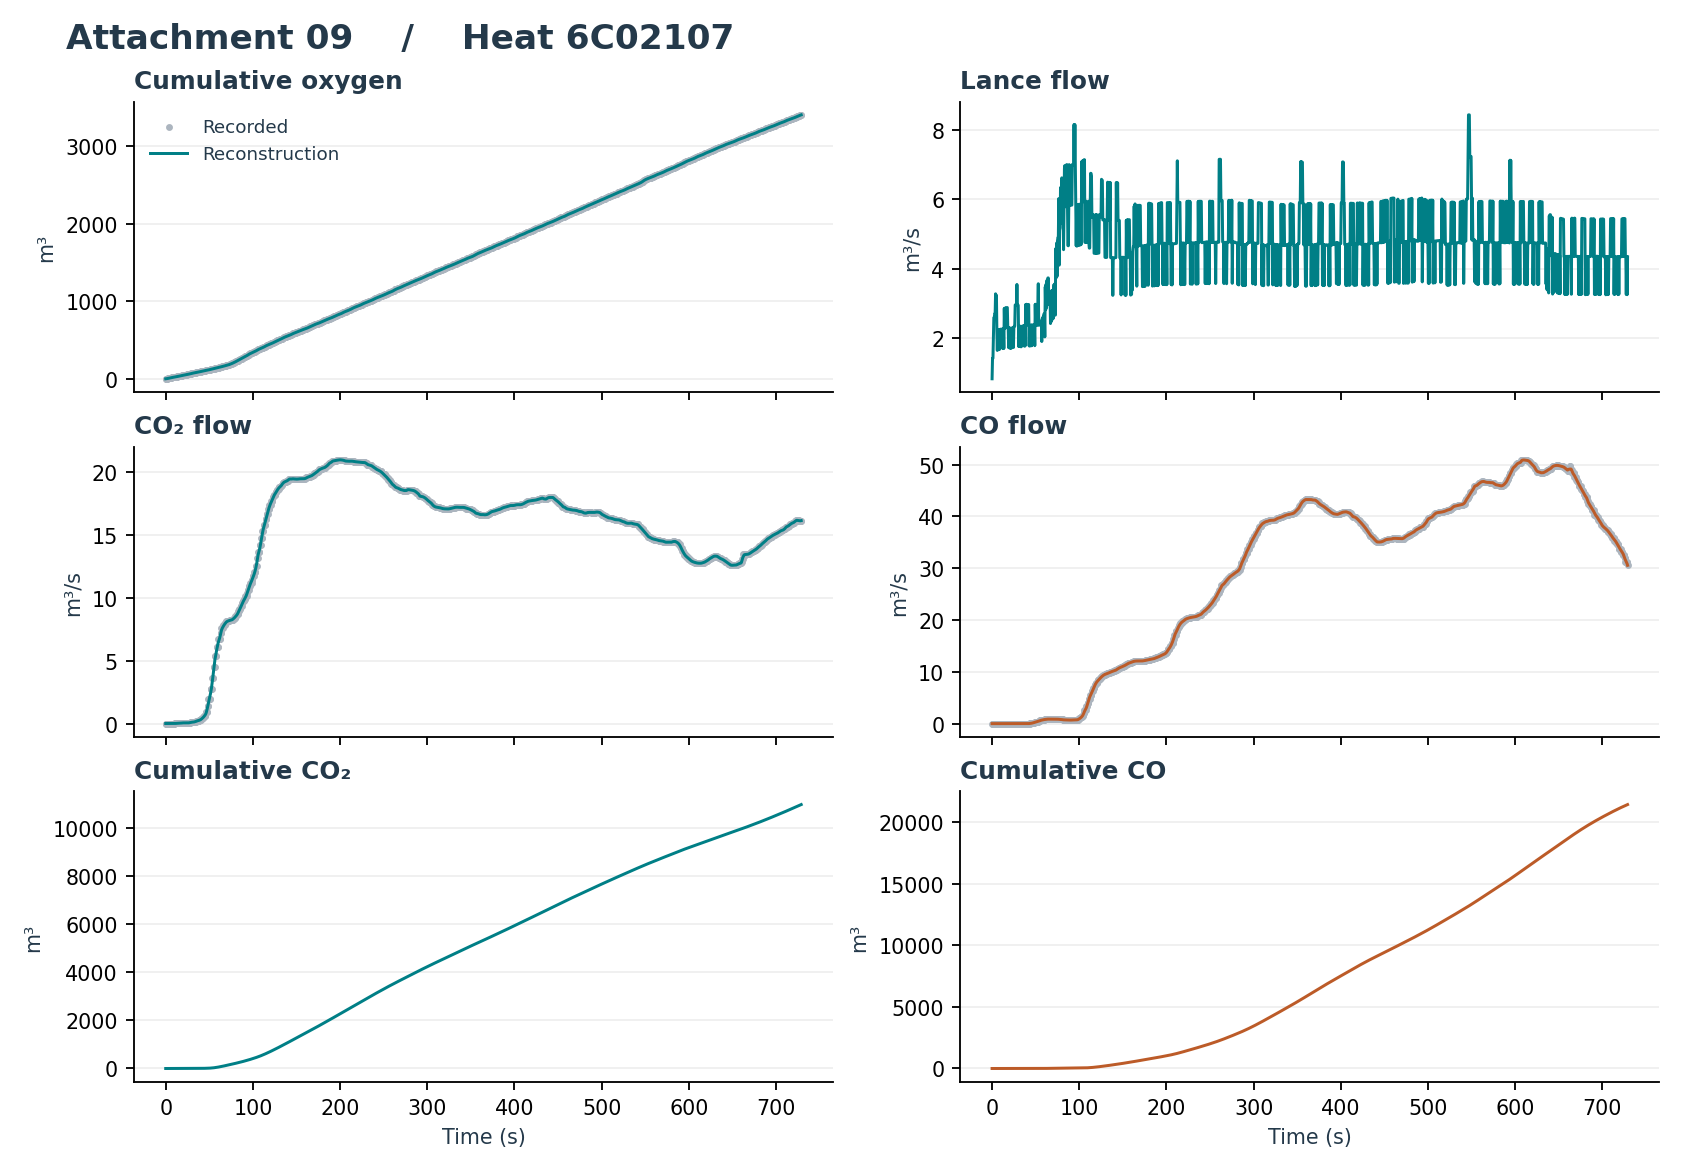 Attachment 09 / Heat 6C02107
Cumulative oxygen
m³
3000
2000
1000
0
Recorded
Reconstruction
Lance flow
m³/s
8
6
4
2
CO₂ flow
m³/s
20
15
10
5
0
CO flow
m³/s
50
40
30
20
10
0
Cumulative CO₂
m³
10000
8000
6000
4000
2000
0
0 100 200 300 400 500 600 700
Time (s)
Cumulative CO
m³
20000
15000
10000
5000
0
0 100 200 300 400 500 600 700
Time (s)